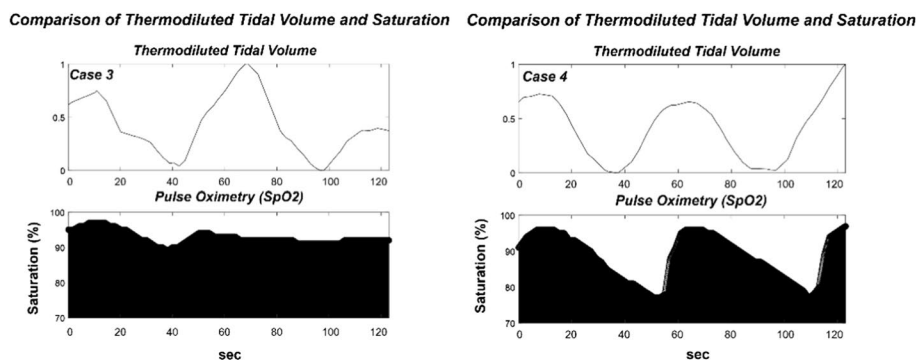 Comparison of Thermodiluted Tidal Volume and Saturation
Thermodiluted Tidal Volume
Case 3
1
0.5
0
0 20 40 60 80 100 120
Pulse Oximetry (SpO2)
Saturation (%)
100
90
80
70
0 20 40 60 80 100 120
sec
Comparison of Thermodiluted Tidal Volume and Saturation
Thermodiluted Tidal Volume
Case 4
1
0.5
0
0 20 40 60 80 100 120
Pulse Oximetry (SpO2)
Saturation (%)
100
90
80
70
0 20 40 60 80 100 120
sec